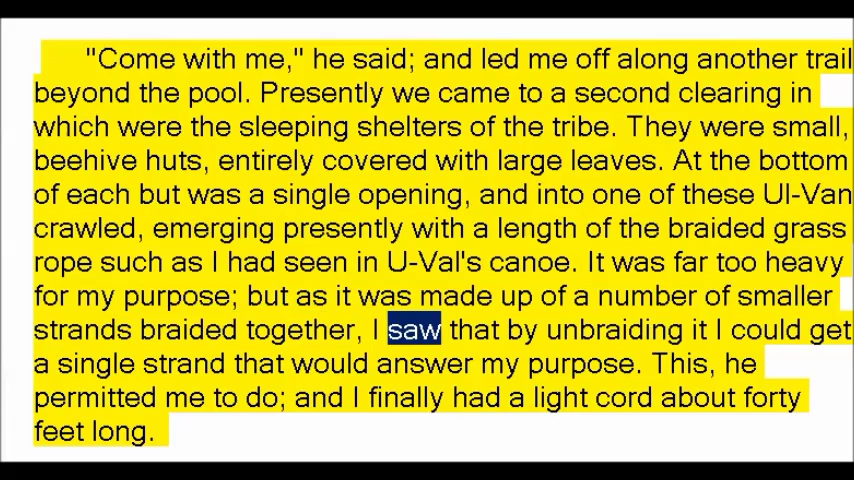 "Come with me," he said; and led me off along another trail
beyond the pool. Presently we came to a second clearing in
which were the sleeping shelters of the tribe. They were small,
beehive huts, entirely covered with large leaves. At the bottom
of each but was a single opening, and into one of these Ul-Van
crawled, emerging presently with a length of the braided grass
rope such as I had seen in U-Val's canoe. It was far too heavy
for my purpose; but as it was made up of a number of smaller
strands braided together, I saw that by unbraiding it I could get
a single strand that would answer my purpose. This, he
permitted me to do; and I finally had a light cord about forty
feet long.